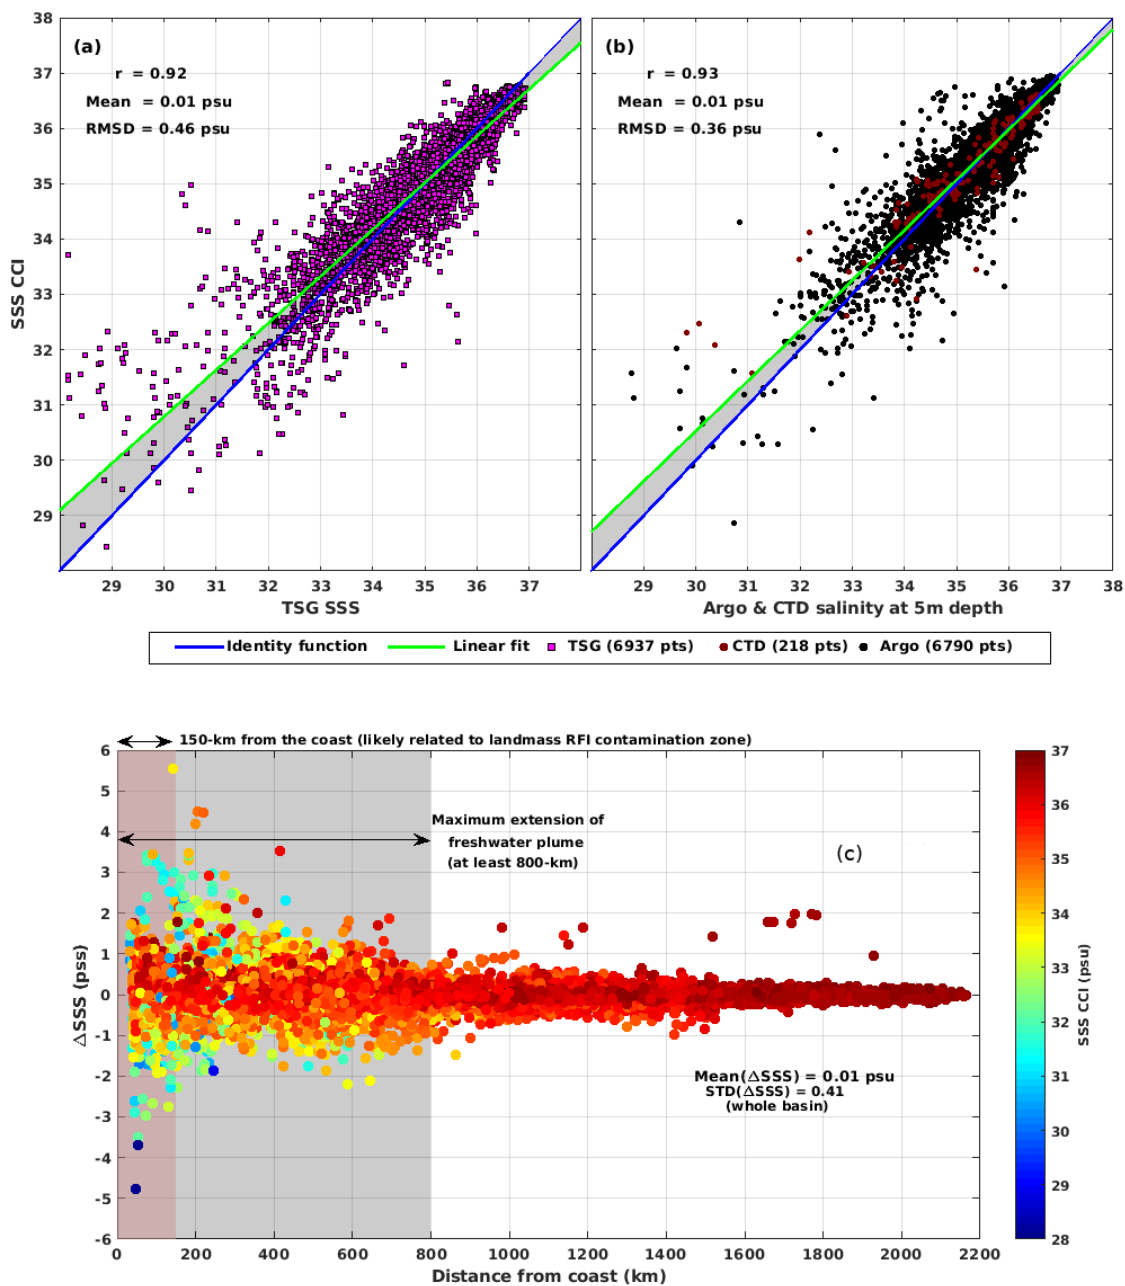 (a)
r = 0.92
Mean = 0.01 psu
RMSD = 0.46 psu
38
37
36
35
34
33
32
31
30
29
SSS CCI
29 30 31 32 33 34 35 36 37
TSG SSS
(b)
r = 0.93
Mean = 0.01 psu
RMSD = 0.36 psu
29 30 31 32 33 34 35 36 37 38
Argo & CTD salinity at 5m depth
Identity function Linear fit TSG (6937 pts) CTD (218 pts) Argo (6790 pts)
150-km from the coast (likely related to landmass RFI contamination zone)
Maximum extension of
freshwater plume
(at least 800-km)
(c)
Mean(ΔSSS) = 0.01 psu
STD(ΔSSS) = 0.41
(whole basin)
6
5
4
3
2
1
0
-1
-2
-3
-4
-5
-6
ΔSSS (pss)
0 200 400 600 800 1000 1200 1400 1600 1800 2000 2200
Distance from coast (km)
37
36
35
34
33
32
31
30
29
28
SSS CCI (psu)